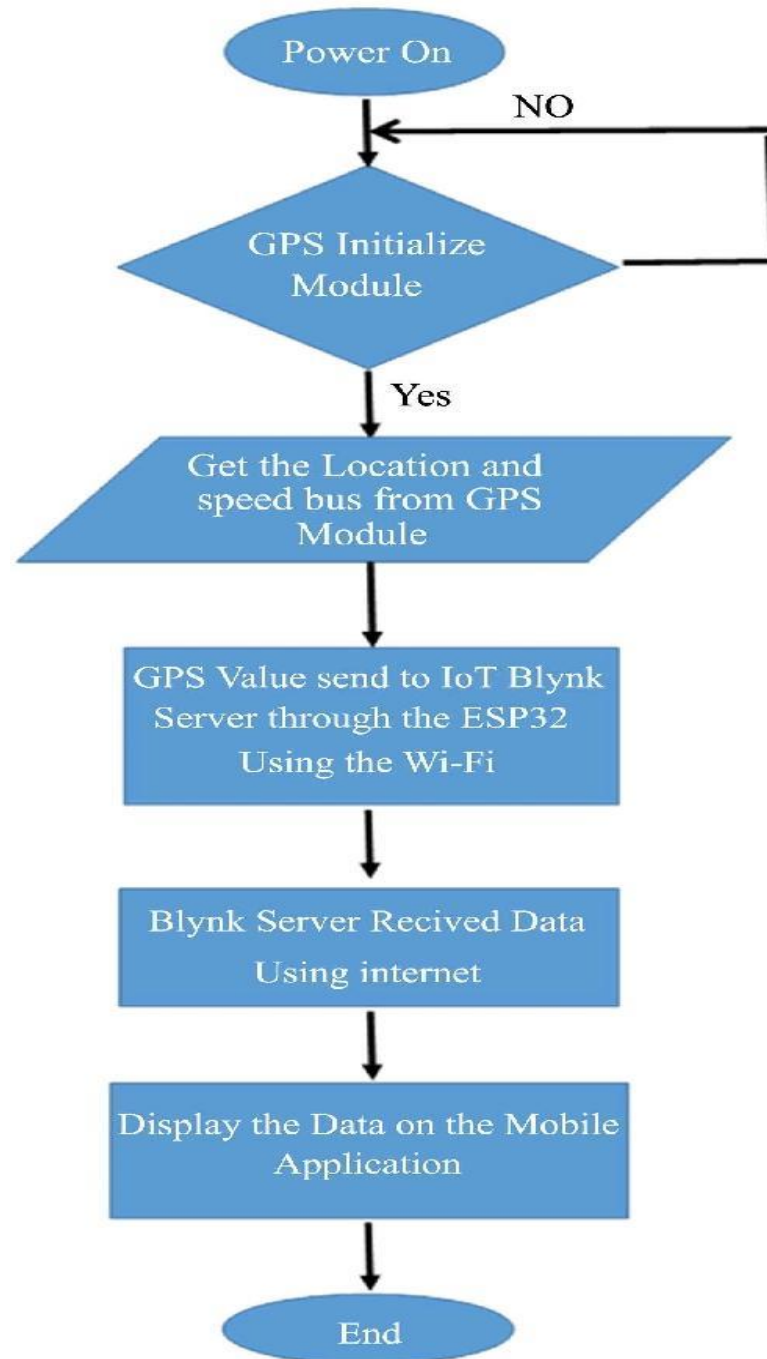 Power On
NO
GPS Initialize
Module
Yes
Get the Location and
speed bus from GPS
Module
GPS Value send to IoT Blynk
Server through the ESP32
Using the Wi-Fi
Blynk Server Recived Data
Using internet
Display the Data on the Mobile
Application
End